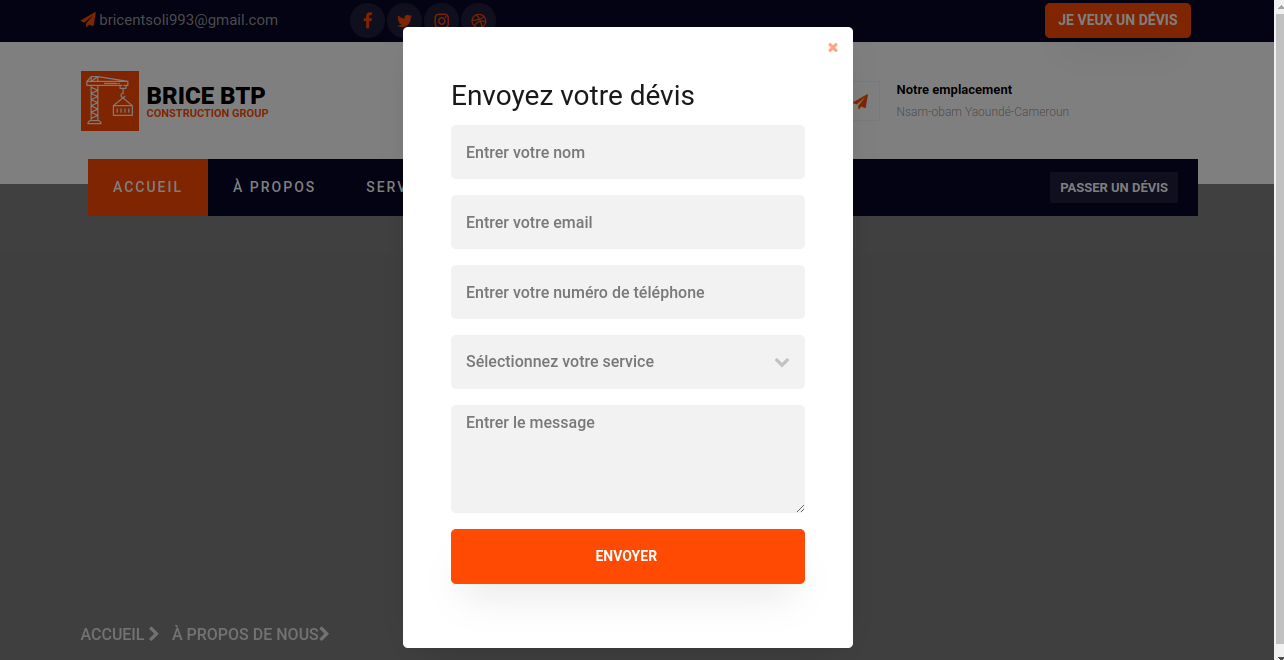 bricentsoli993@gmail.com
JE VEUX UN DÉVIS
BRICE BTP
CONSTRUCTION GROUP
Notre emplacement
Nsam-obam Yaoundé-Cameroun
ACCUEIL
À PROPOS
SERV
PASSER UN DÉVIS
Envoyez votre dévis
Entrer votre nom
Entrer votre email
Entrer votre numéro de téléphone
Sélectionnez votre service
Entrer le message
ENVOYER
ACCUEIL
À PROPOS DE NOUS